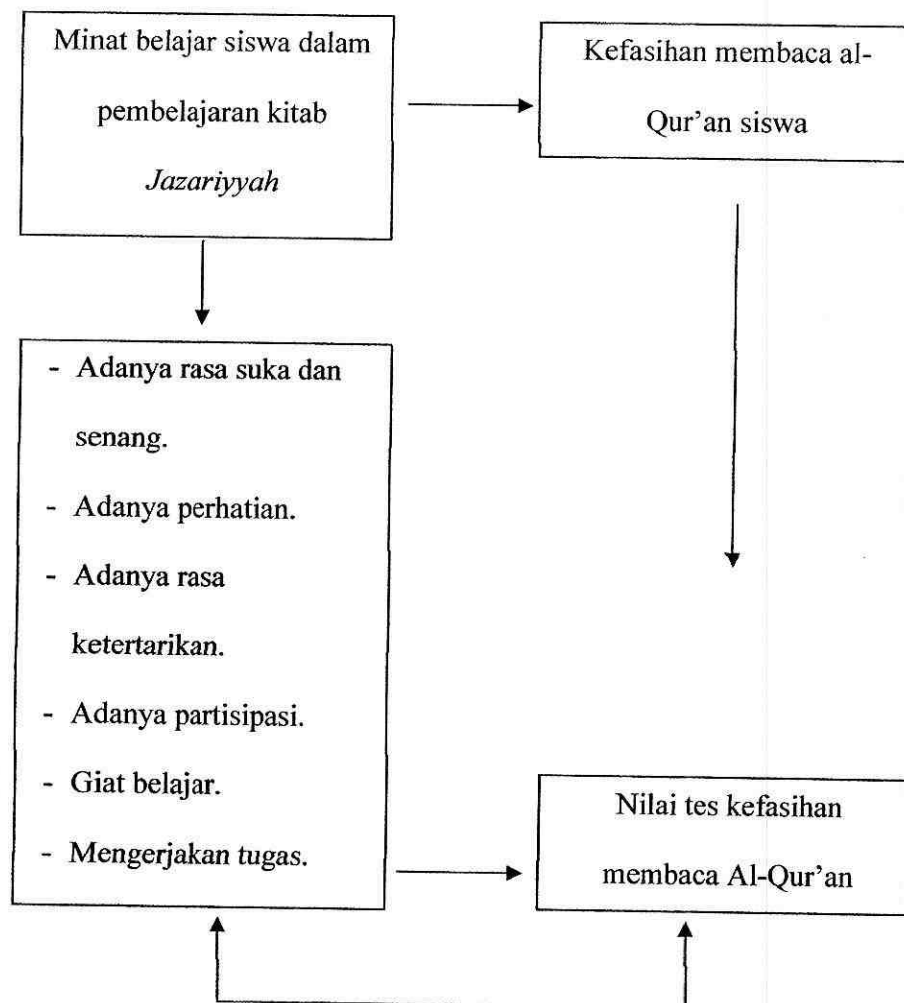 Minat belajar siswa dalam
pembelajaran kitab
Jazariyyah
Kefasihan membaca al-
Qur'an siswa
- Adanya rasa suka dan
senang.
- Adanya perhatian.
- Adanya rasa
ketertarikan.
- Adanya partisipasi.
- Giat belajar.
- Mengerjakan tugas.
Nilai tes kefasihan
membaca Al-Qur'an